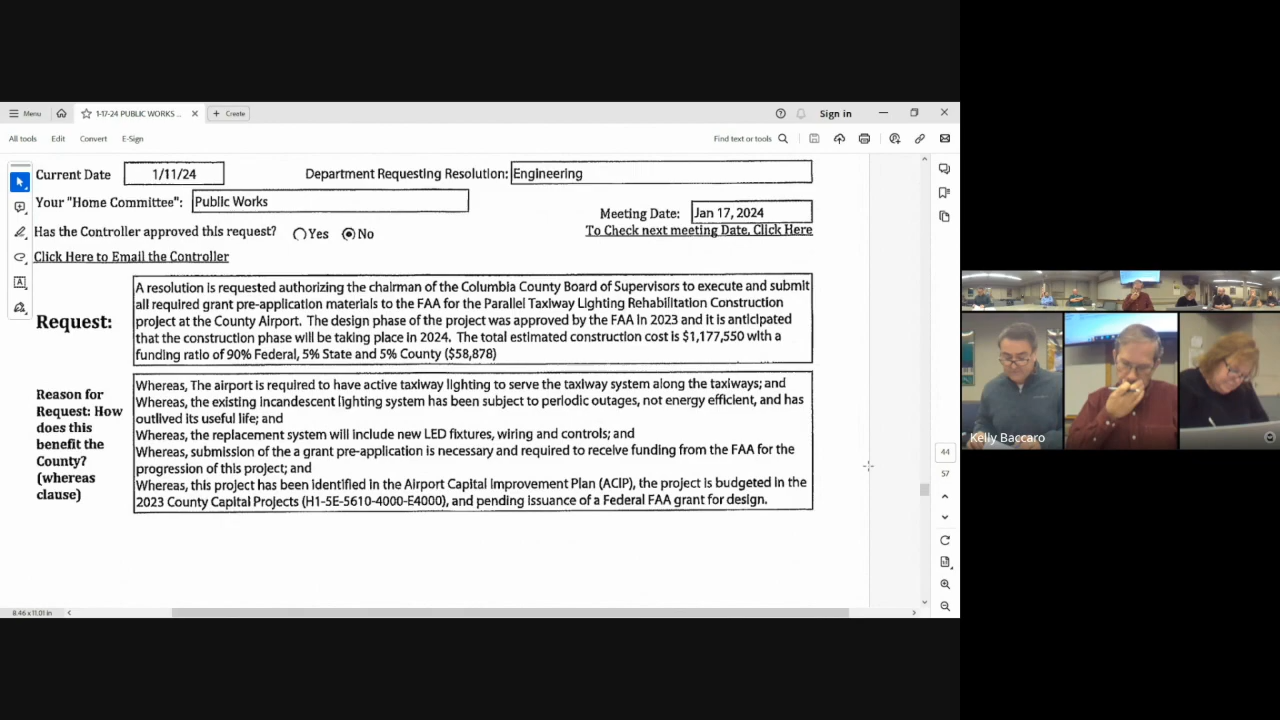 Menu
1-17-24 PUBLIC WORKS ...
Create
Sign in
All tools
Edit
Convert
E-Sign
Find text or tools
Current Date
1/11/24
Department Requesting Resolution:
Engineering
Your "Home Committee":
Public Works
Meeting Date:
Jan 17, 2024
Has the Controller approved this request?
Yes
No
To Check next meeting Date, Click Here
Click Here to Email the Controller
Request:
A resolution is requested authorizing the chairman of the Columbia County Board of Supervisors to execute and submit
all required grant pre-application materials to the FAA for the Parallel Taxiway Lighting Rehabilitation Construction
project at the County Airport. The design phase of the project was approved by the FAA in 2023 and it is anticipated
that the construction phase will be taking place in 2024. The total estimated construction cost is $1,177,550 with a
funding ratio of 90% Federal, 5% State and 5% County ($58,878)
Reason for
Request: How
does this
benefit the
County?
(whereas
clause)
Whereas, The airport is required to have active taxiway lighting to serve the taxiway system along the taxiways; and
Whereas, the existing incandescent lighting system has been subject to periodic outages, not energy efficient, and has
outlived its useful life; and
Whereas, the replacement system will include new LED fixtures, wiring and controls; and
Whereas, submission of the a grant pre-application is necessary and required to receive funding from the FAA for the
progression of this project; and
Whereas, this project has been identified in the Airport Capital Improvement Plan (ACIP), the project is budgeted in the
2023 County Capital Projects (H1-5E-5610-4000-E4000), and pending issuance of a Federal FAA grant for design.
44
57
8.46 x 11.01 in
Kelly Baccaro